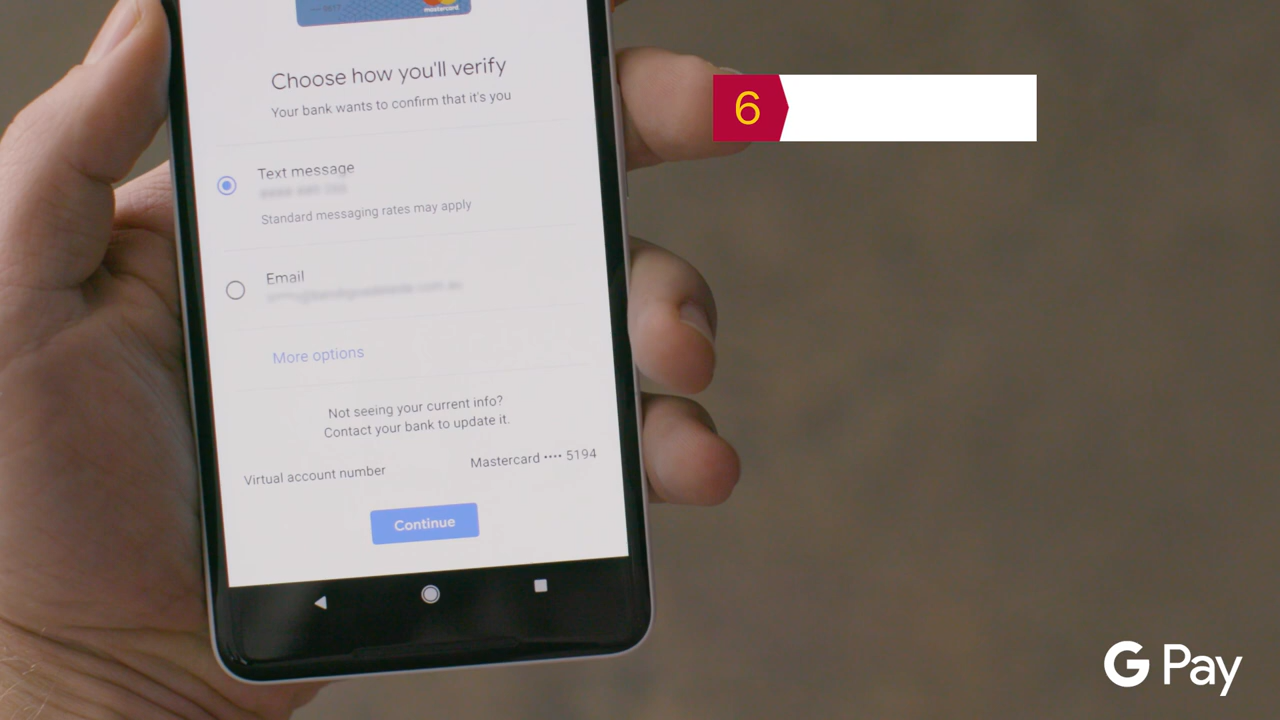 mastercard
Choose how you'll verify
Your bank wants to confirm that it's you
6
Text message
Standard messaging rates may apply
Email
More options
Not seeing your current info?
Contact your bank to update it.
Virtual account number
Mastercard •••• 5194
Continue
G Pay